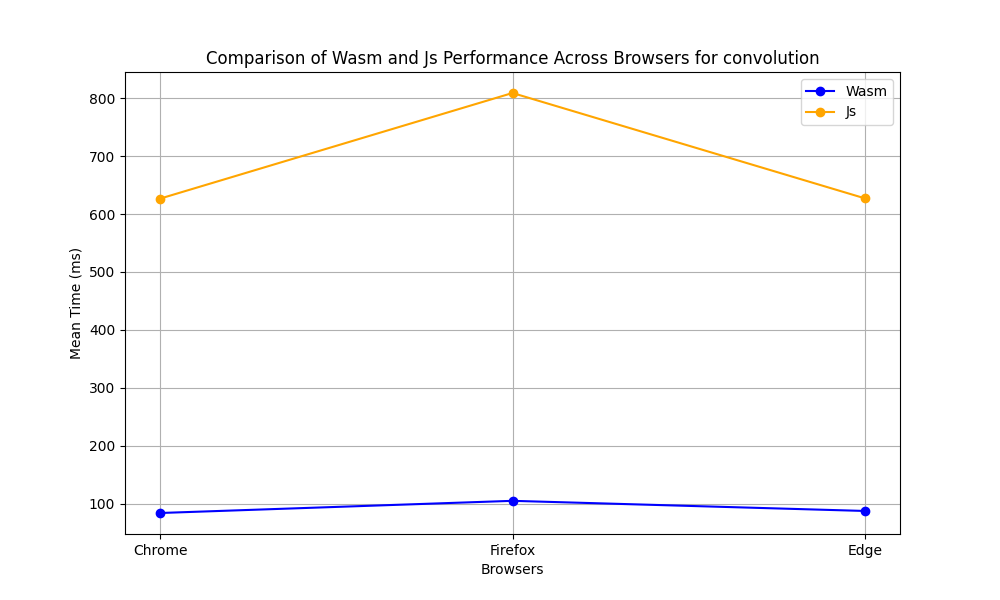 Comparison of Wasm and Js Performance Across Browsers for convolution
Wasm
Js
800
700
600
500
400
300
200
100
Mean Time (ms)
Chrome
Firefox
Edge
Browsers